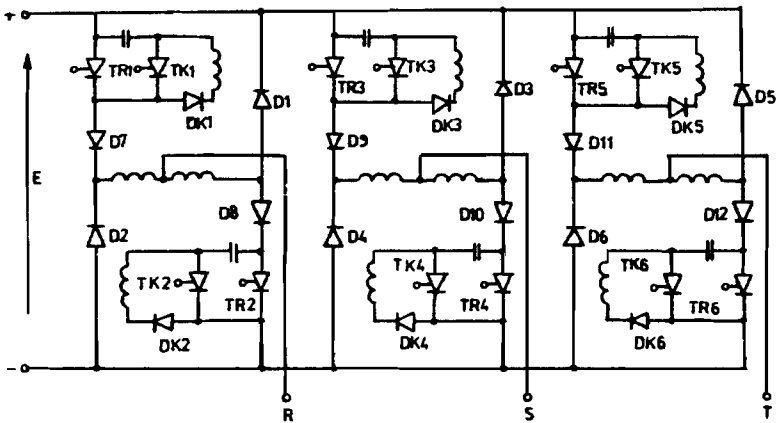 +
TR1 TK1 TR3 TK3 TR5 TK5
D1 D3 D5
DK1 DK3 DK5
D7 D9 D11
E
D8 D10 D12
D2 D4 D6
TK2 TR2 TK4 TR4 TK6 TR6
DK2 DK4 DK6
-
R S T